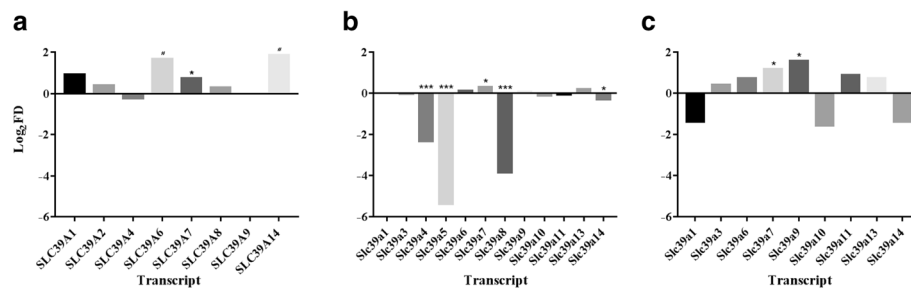 a
b
c
Log2FD
2
0
-2
-4
-6
#
*
#
SLC39A1
SLC39A2
SLC39A4
SLC39A6
SLC39A7
SLC39A8
SLC39A9
SLC39A14
Transcript
2
0
-2
-4
-6
***
***
*
***
*
Slc39a1
Slc39a3
Slc39a4
Slc39a5
Slc39a6
Slc39a7
Slc39a8
Slc39a9
Slc39a10
Slc39a11
Slc39a13
Slc39a14
Transcript
2
0
-2
-4
-6
*
*
Slc39a1
Slc39a3
Slc39a6
Slc39a7
Slc39a9
Slc39a10
Slc39a11
Slc39a13
Slc39a14
Transcript